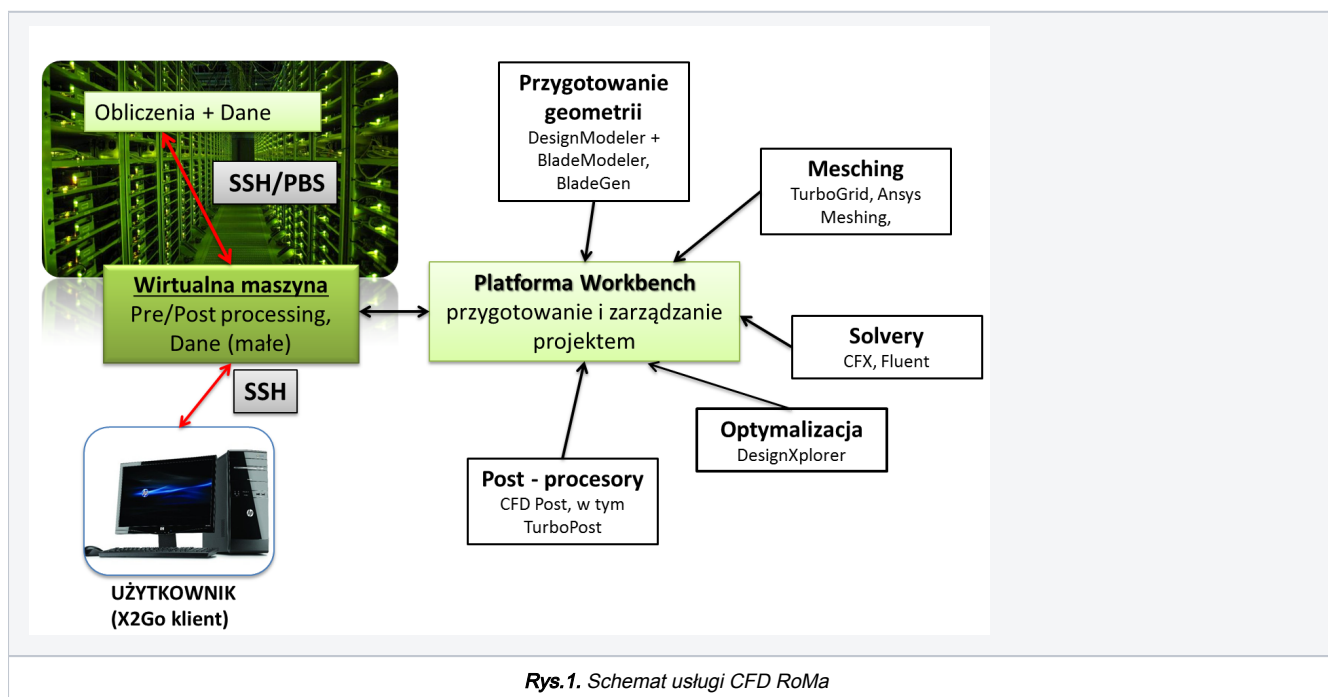 Obliczenia + Dane
SSH/PBS
Wirtualna maszyna
Pre/Post processing,
Dane (małe)
SSH
UŻYTKOWNIK
(X2Go klient)
Przygotowanie
geometrii
DesignModeler +
BladeModeler,
BladeGen
Mesching
TurboGrid, Ansys
Meshing,
Platforma Workbench
przygotowanie i zarządzanie
projektem
Solvery
CFX, Fluent
Optymalizacja
DesignXplorer
Post - procesory
CFD Post, w tym
TurboPost
Rys.1. Schemat usługi CFD RoMa